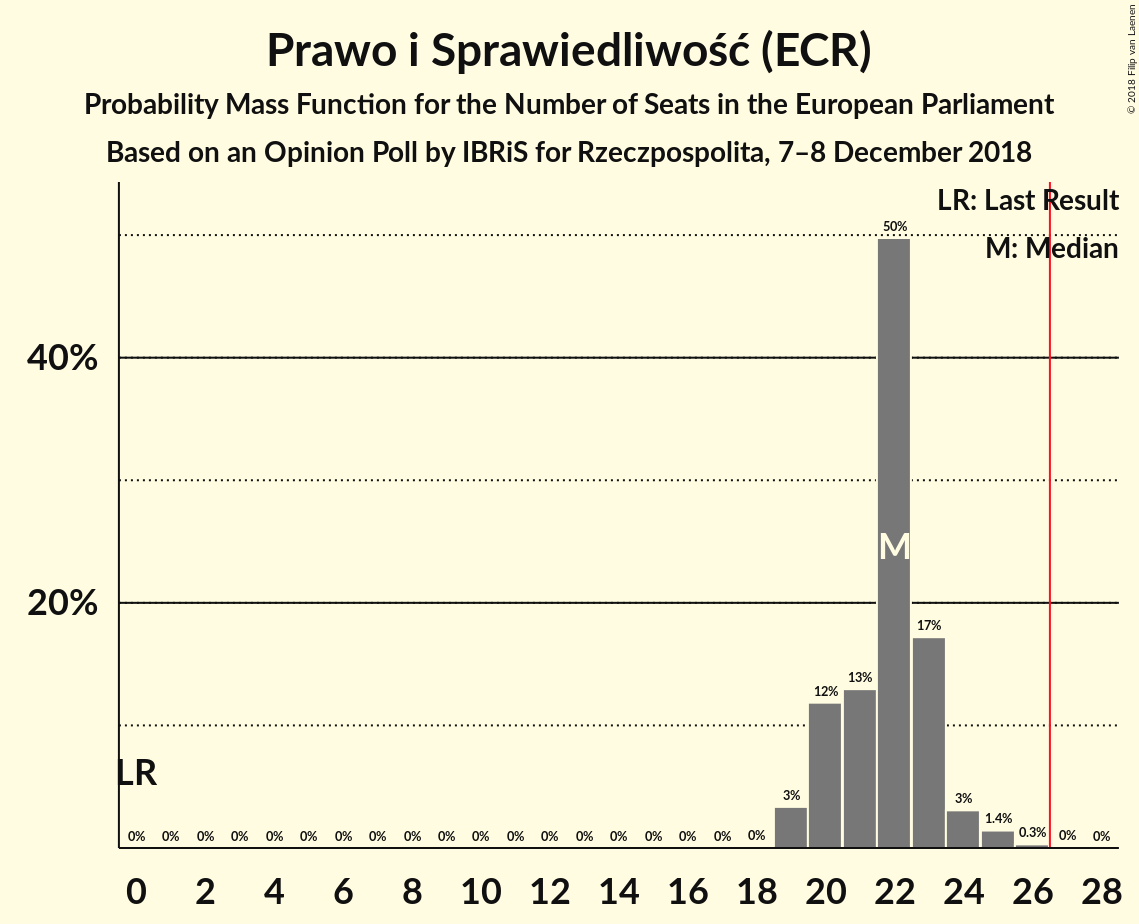 Prawo i Sprawiedliwość (ECR)
Probability Mass Function for the Number of Seats in the European Parliament
Based on an Opinion Poll by IBRiS for Rzeczpospolita, 7–8 December 2018
© 2018 Filip van Laenen
LR: Last Result
M: Median
50%
40%
M
20%
17%
13%
12%
LR
3%
3%
1.4%
0% 0% 0% 0% 0% 0% 0% 0% 0% 0% 0% 0% 0% 0% 0% 0% 0% 0% 0% 0.3% 0% 0%
0 2 4 6 8 10 12 14 16 18 20 22 24 26 28